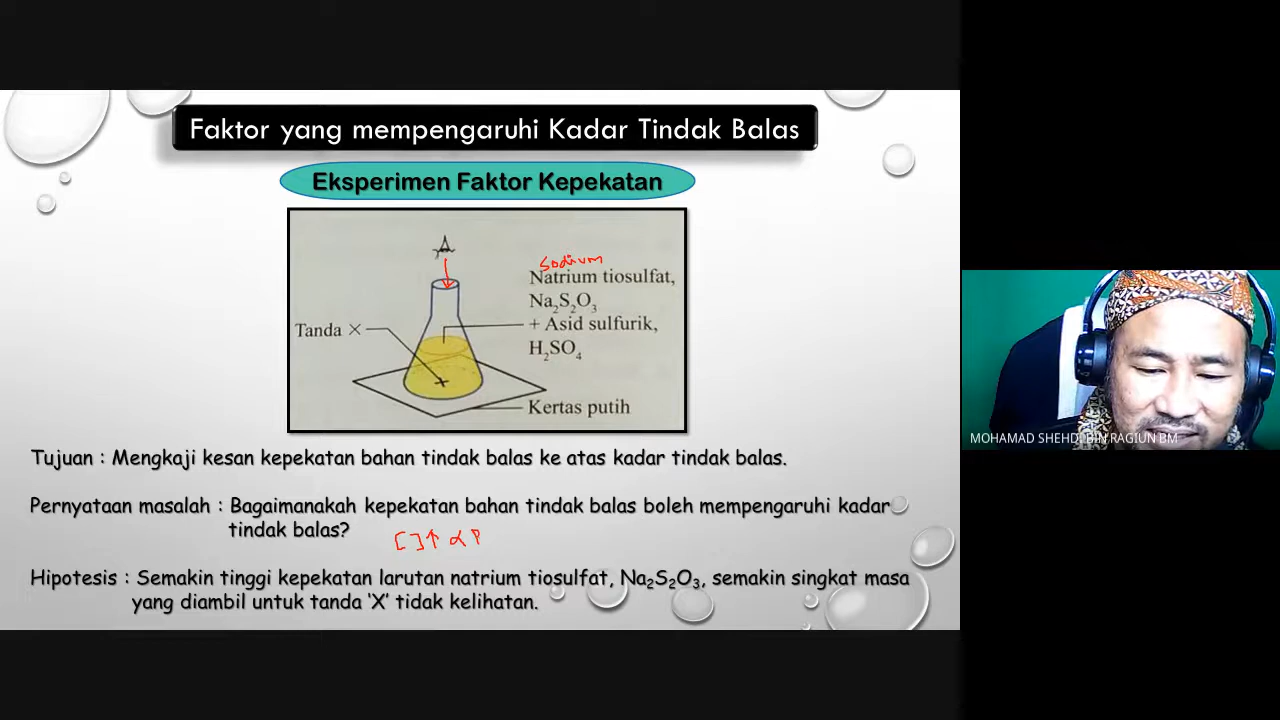 Faktor yang mempengaruhi Kadar Tindak Balas
Eksperimen Faktor Kepekatan
Sodium
Natrium tiosulfat,
Na₂S₂O₃
+ Asid sulfurik,
H₂SO₄
Tanda ×
Kertas putih
Tujuan : Mengkaji kesan kepekatan bahan tindak balas ke atas kadar tindak balas.
Pernyataan masalah : Bagaimanakah kepekatan bahan tindak balas boleh mempengaruhi kadar
tindak balas?
[ ]↑ α
Hipotesis : Semakin tinggi kepekatan larutan natrium tiosulfat, Na₂S₂O₃, semakin singkat masa
yang diambil untuk tanda ‘X’ tidak kelihatan.
MOHAMAD BIN RAGIUN BM